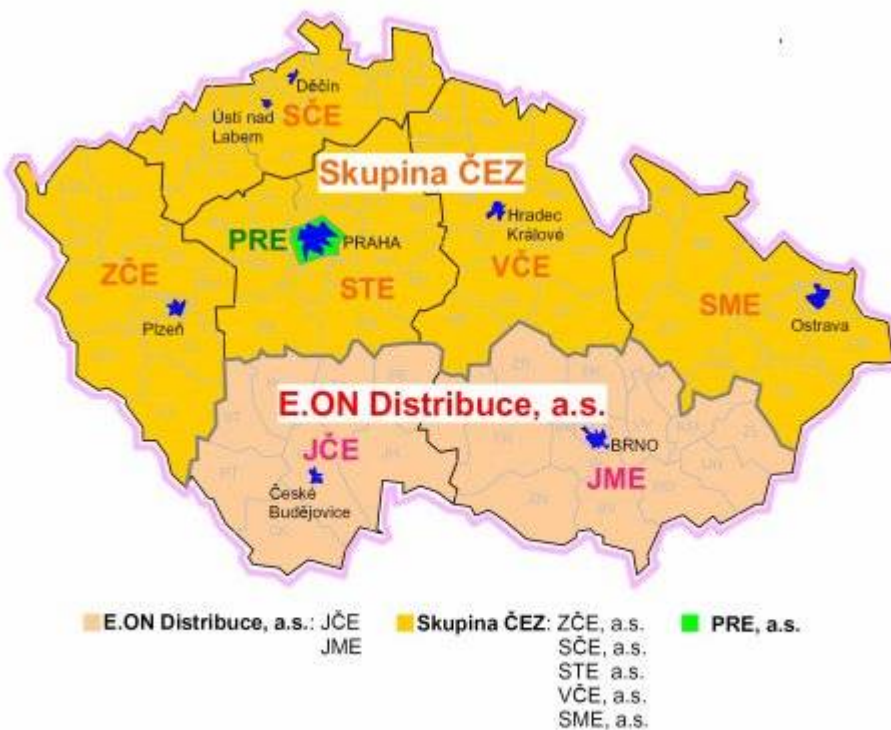 Děčín
Ústí nad
Labem
SČE
Skupina ČEZ
PRE
PRAHA
Hradec
Králové
ZČE
STE
VČE
SME
Plzeň
Ostrava
E.ON Distribuce, a.s.
JČE
BRNO
České
Budějovice
JME
E.ON Distribuce, a.s.: JČE
JME
Skupina ČEZ: ZČE, a.s.
SČE, a.s.
STE a.s.
VČE, a.s.
SME, a.s.
PRE, a.s.